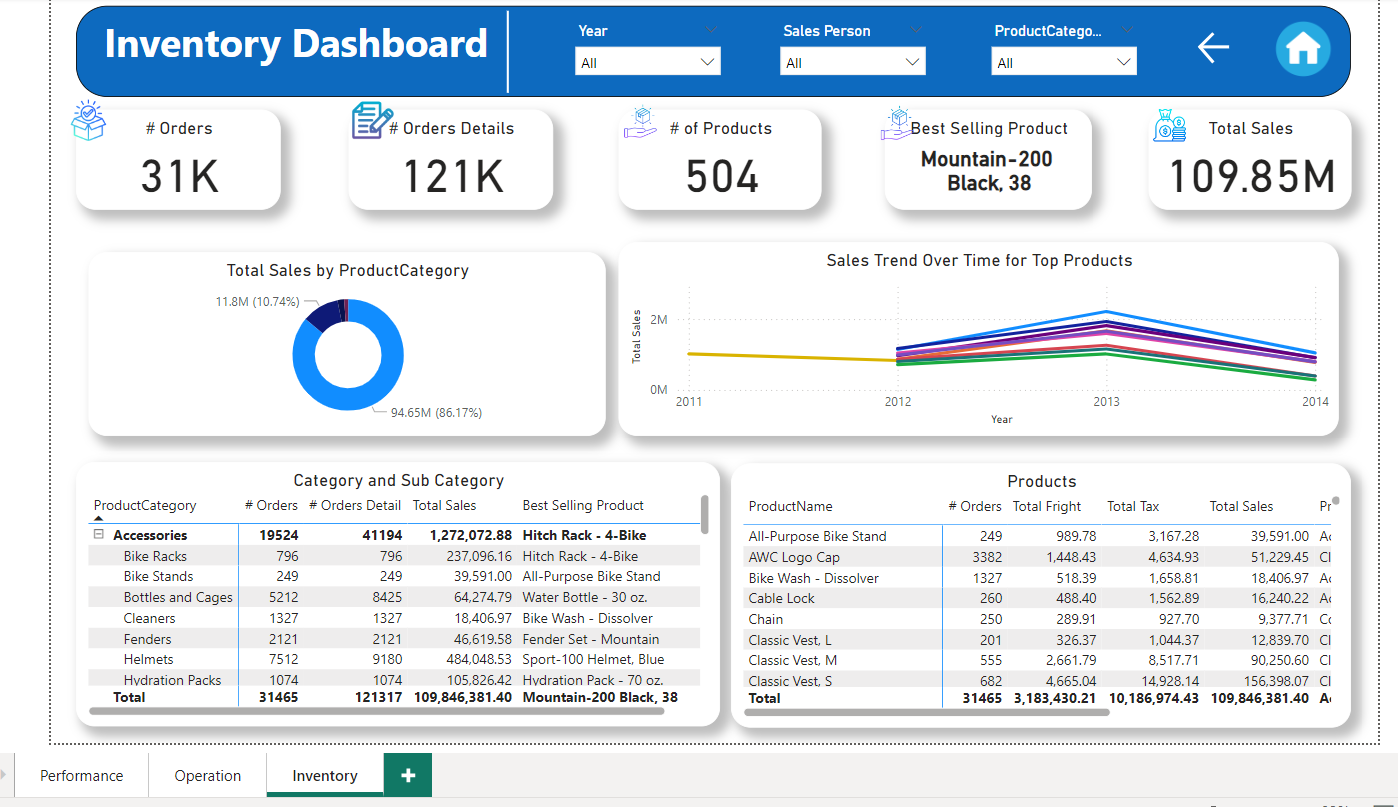 Inventory Dashboard
Year
Sales Person
ProductCatego...
All
All
All
# Orders
31K
# Orders Details
121K
# of Products
504
Best Selling Product
Mountain-200
Black, 38
Total Sales
109.85M
Total Sales by ProductCategory
11.8M (10.74%)
94.65M (86.17%)
Sales Trend Over Time for Top Products
Total Sales
2M
0M
2011 2012 2013 2014
Year
Category and Sub Category
ProductCategory # Orders # Orders Detail Total Sales Best Selling Product
Accessories 19524 41194 1,272,072.88 Hitch Rack - 4-Bike
Bike Racks 796 796 237,096.16 Hitch Rack - 4-Bike
Bike Stands 249 249 39,591.00 All-Purpose Bike Stand
Bottles and Cages 5212 8425 64,274.79 Water Bottle - 30 oz.
Cleaners 1327 1327 18,406.97 Bike Wash - Dissolver
Fenders 2121 2121 46,619.58 Fender Set - Mountain
Helmets 7512 9180 484,048.53 Sport-100 Helmet, Blue
Hydration Packs 1074 1074 105,826.42 Hydration Pack - 70 oz.
Total 31465 121317 109,846,381.40 Mountain-200 Black, 38
Products
ProductName # Orders Total Fright Total Tax Total Sales Pr
All-Purpose Bike Stand 249 989.78 3,167.28 39,591.00 Ac
AWC Logo Cap 3382 1,448.43 4,634.93 51,229.45 Cl
Bike Wash - Dissolver 1327 518.39 1,658.81 18,406.97 Ac
Cable Lock 260 488.40 1,562.89 16,240.22 Ac
Chain 250 289.91 927.70 9,377.71 Co
Classic Vest, L 201 326.37 1,044.37 12,839.70 Cl
Classic Vest, M 555 2,661.79 8,517.71 90,250.60 Cl
Classic Vest, S 682 4,665.04 14,928.14 156,398.07 Cl
Total 31465 3,183,430.21 10,186,974.43 109,846,381.40 Ac
Performance
Operation
Inventory